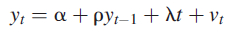 yₜ = α + ρyₜ₋₁ + λt + vₜ